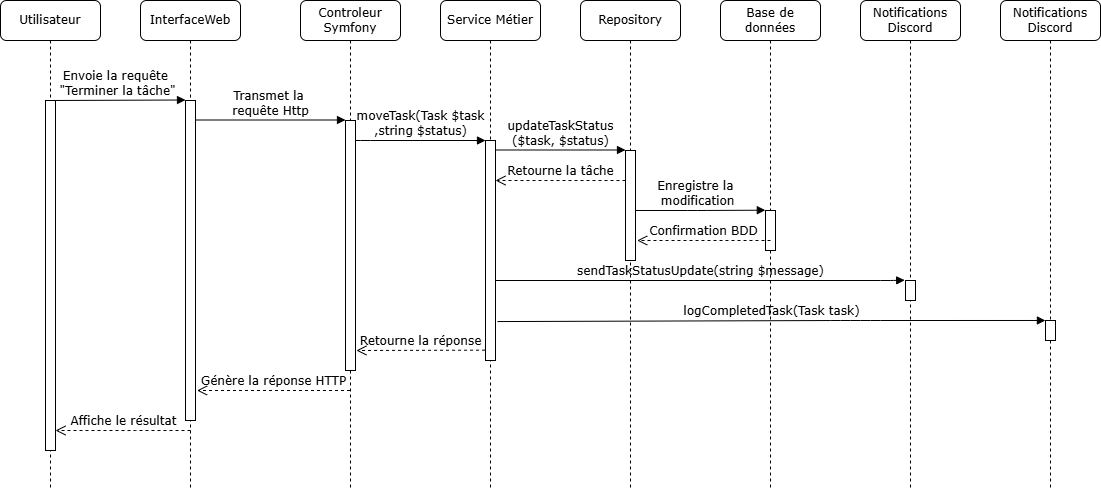 Utilisateur
InterfaceWeb
Controleur
Symfony
Service Métier
Repository
Base de
données
Notifications
Discord
Notifications
Discord
Envoie la requête
"Terminer la tâche"
Transmet la
requête Http
moveTask(Task $task
,string $status)
updateTaskStatus
($task, $status)
Retourne la tâche
Enregistre la
modification
Confirmation BDD
sendTaskStatusUpdate(string $message)
logCompletedTask(Task task)
Retourne la réponse
Génère la réponse HTTP
Affiche le résultat